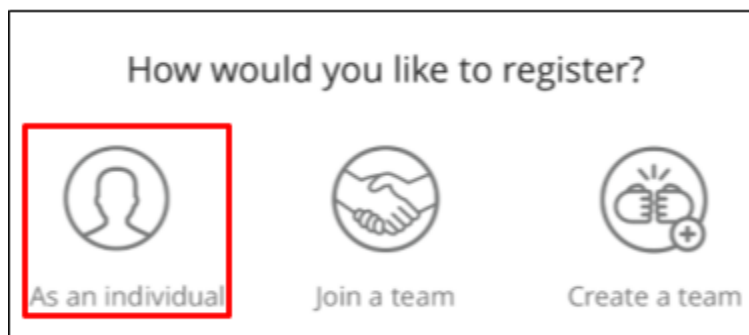 How would you like to register?
As an individual
Join a team
Create a team